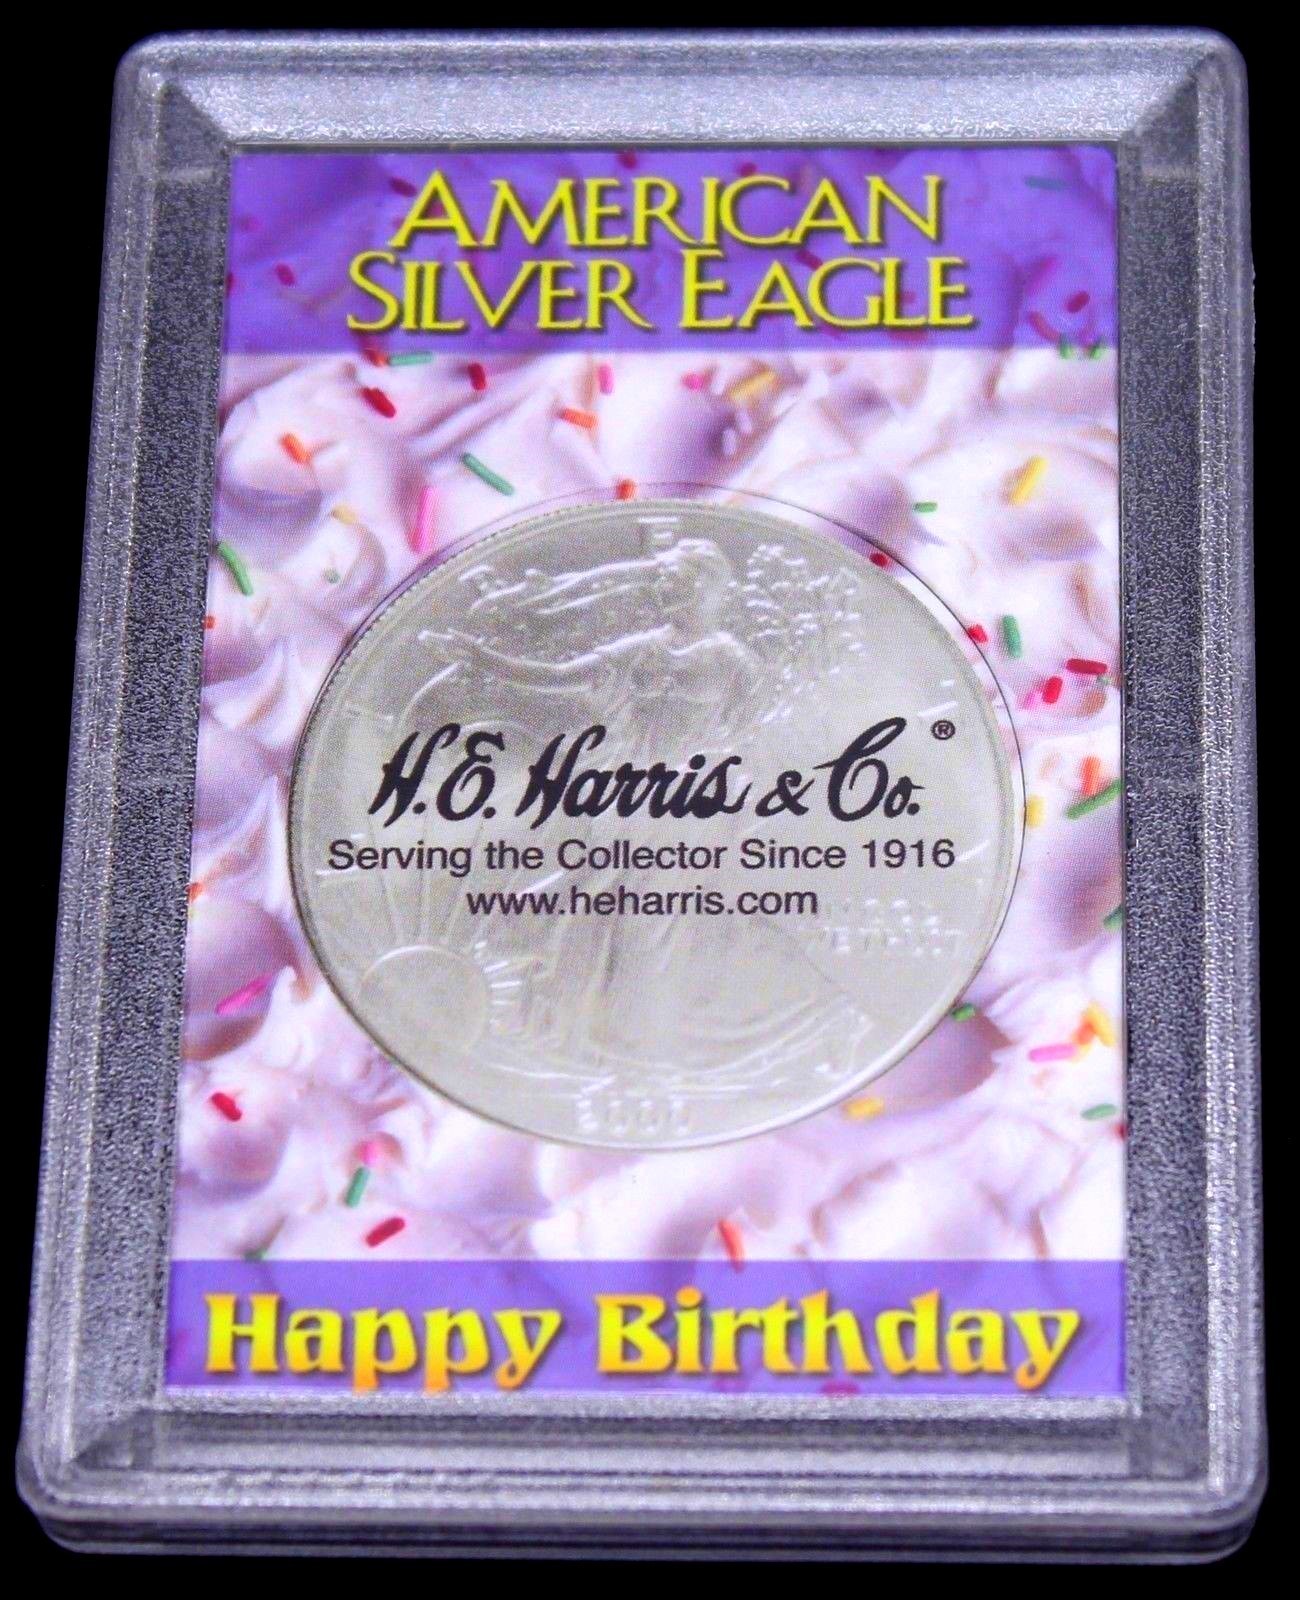 AMERICAN
SILVER EAGLE
H.E. Harris & Co.®
Serving the Collector Since 1916
www.heharris.com
Happy Birthday